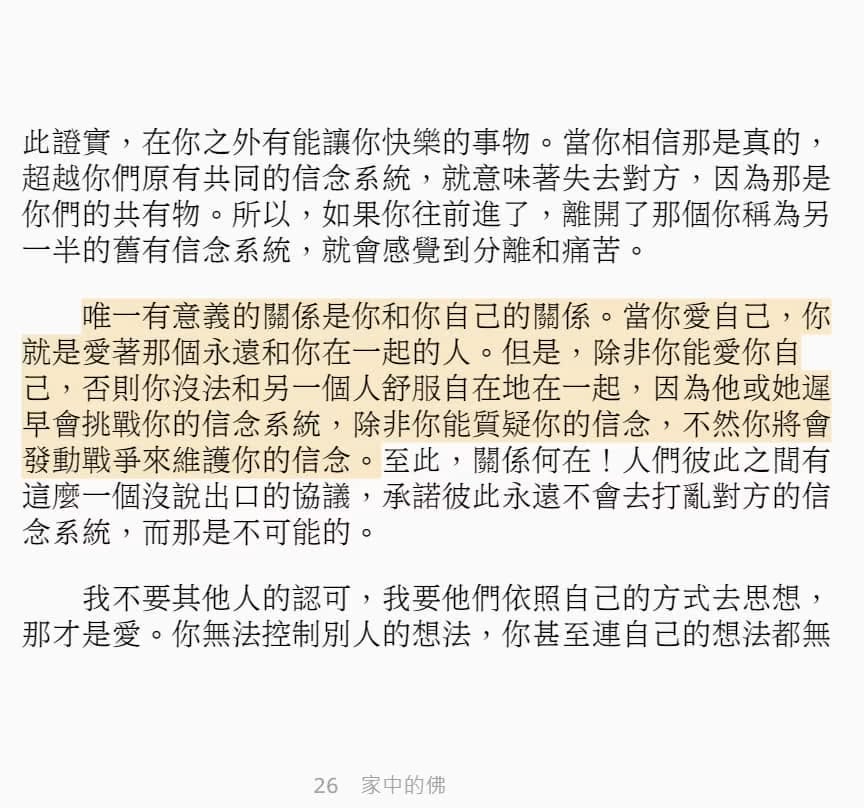 此證實，在你之外有能讓你快樂的事物。當你相信那是真的，
超越你們原有共同的信念系統，就意味著失去對方，因為那是
你們的共有物。所以，如果你往前進了，離開了那個你稱為另
一半的舊有信念系統，就會感覺到分離和痛苦。
唯一有意義的關係是你和你自己的關係。當你愛自己，你
就是愛著那個永遠和你在一起的人。但是，除非你能愛你自
己，否則你沒法和另一個人舒服自在地在一起，因為他或她遲
早會挑戰你的信念系統，除非你能質疑你的信念，不然你將會
發動戰爭來維護你的信念。至此，關係何在！人們彼此之間有
這麼一個沒說出口的協議，承諾彼此永遠不會去打亂對方的信
念系統，而那是不可能的。
我不要其他人的認可，我要他們依照自己的方式去思想，
那才是愛。你無法控制別人的想法，你甚至連自己的想法都無
26 家中的佛